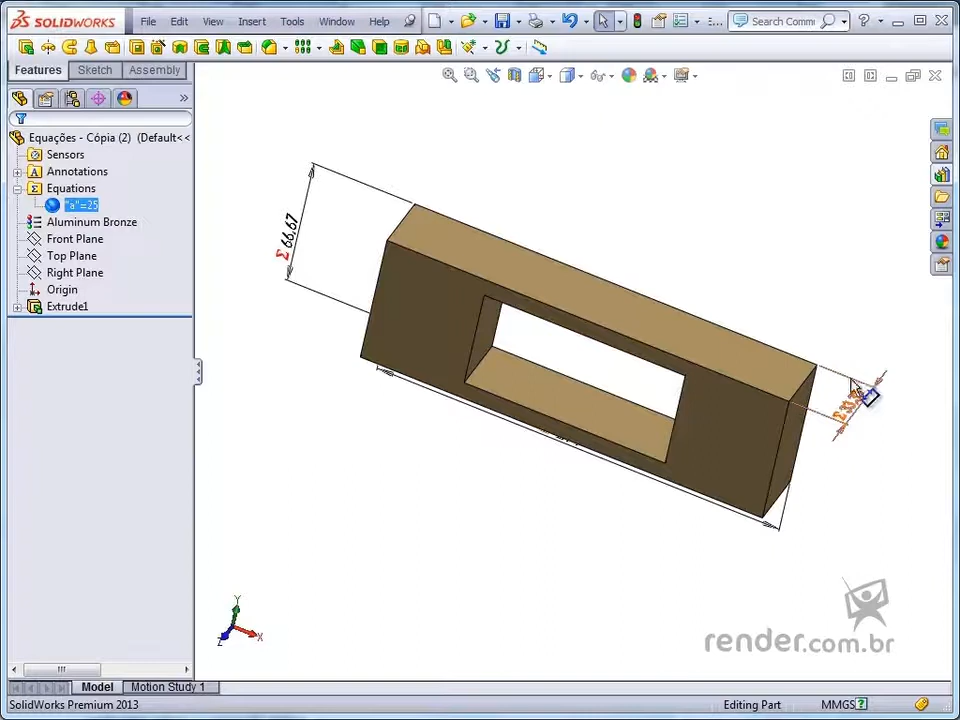 SOLIDWORKS File Edit View Insert Tools Window Help Search Comm
Features Sketch Assembly
Equações - Cópia (2) (Default<<
Sensors
Annotations
Equations
"a"=25
Aluminum Bronze
Front Plane
Top Plane
Right Plane
Origin
Extrude1
Σ 66,67
Y
X
Z
render.com.br
Model Motion Study 1
SolidWorks Premium 2013 Editing Part MMGS